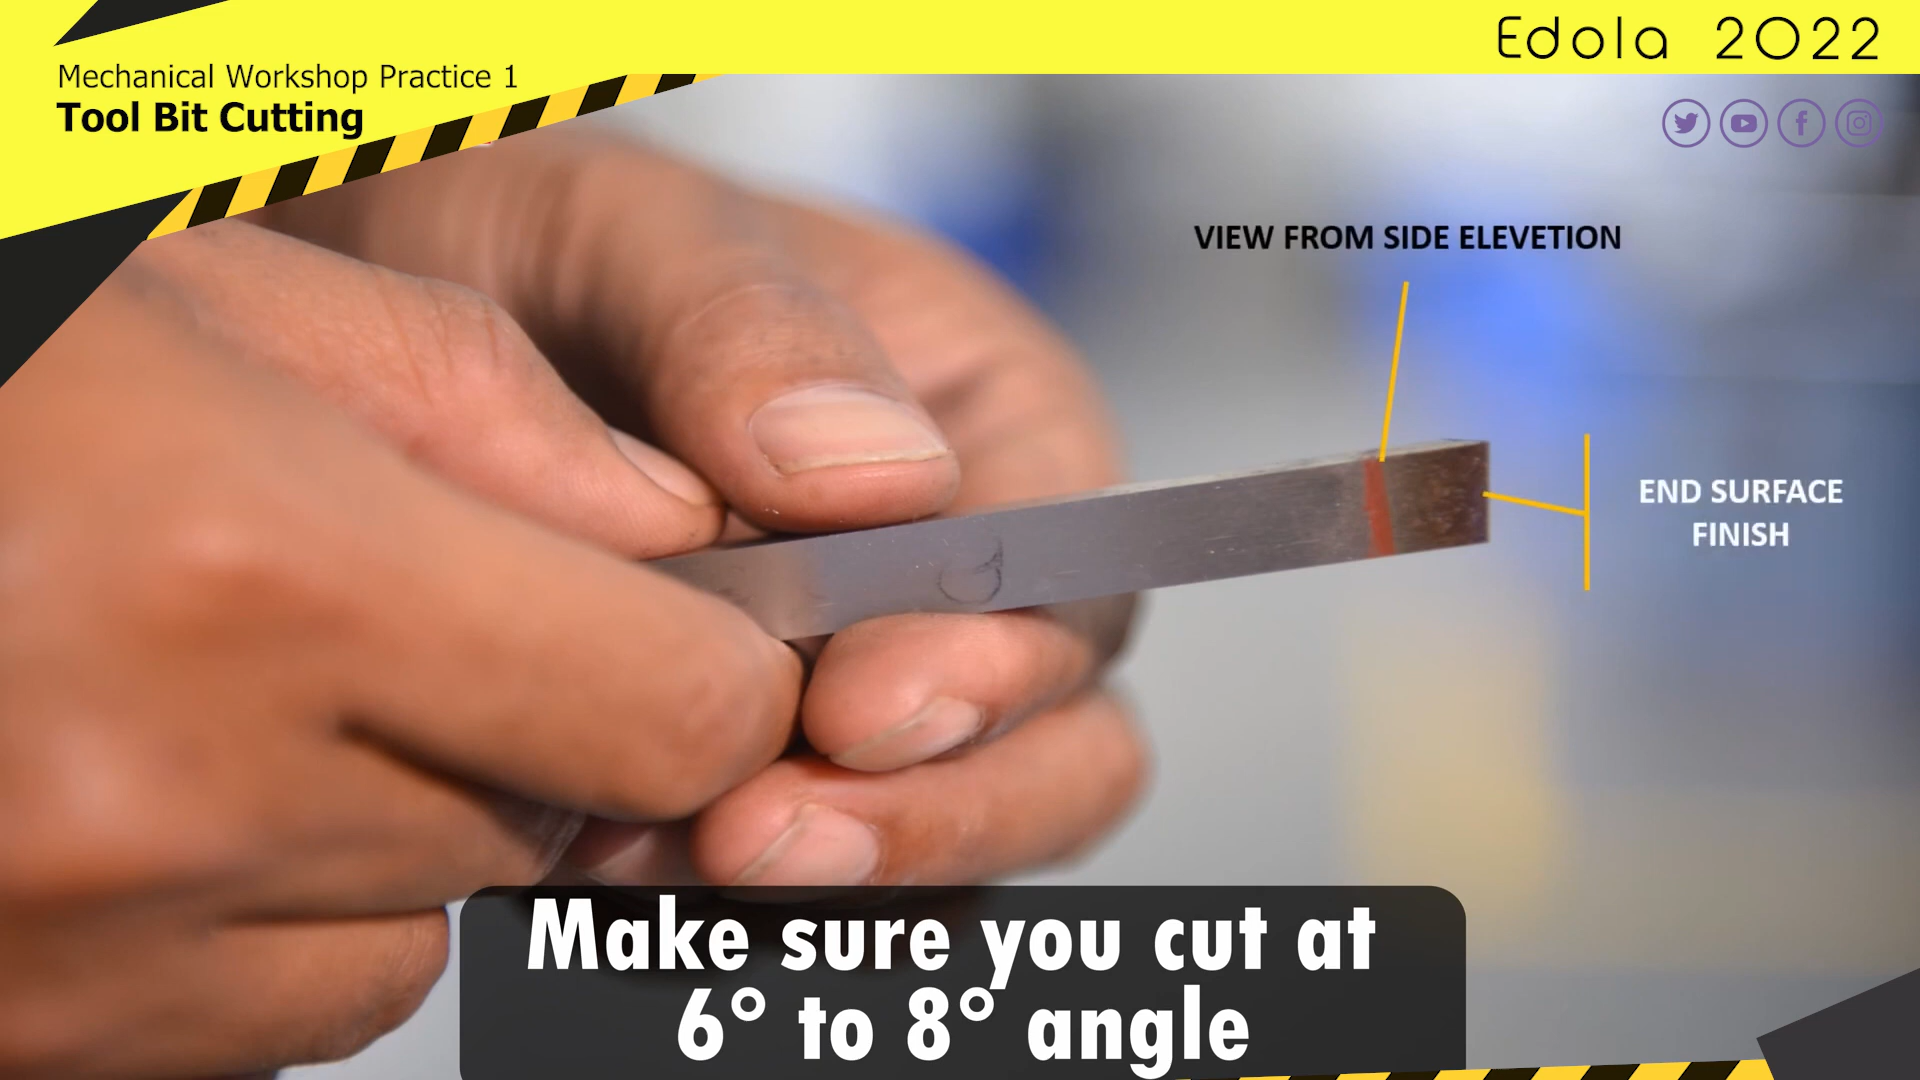 Edola 2022
Mechanical Workshop Practice 1
Tool Bit Cutting
VIEW FROM SIDE ELEVETION
END SURFACE
FINISH
Make sure you cut at
6° to 8° angle